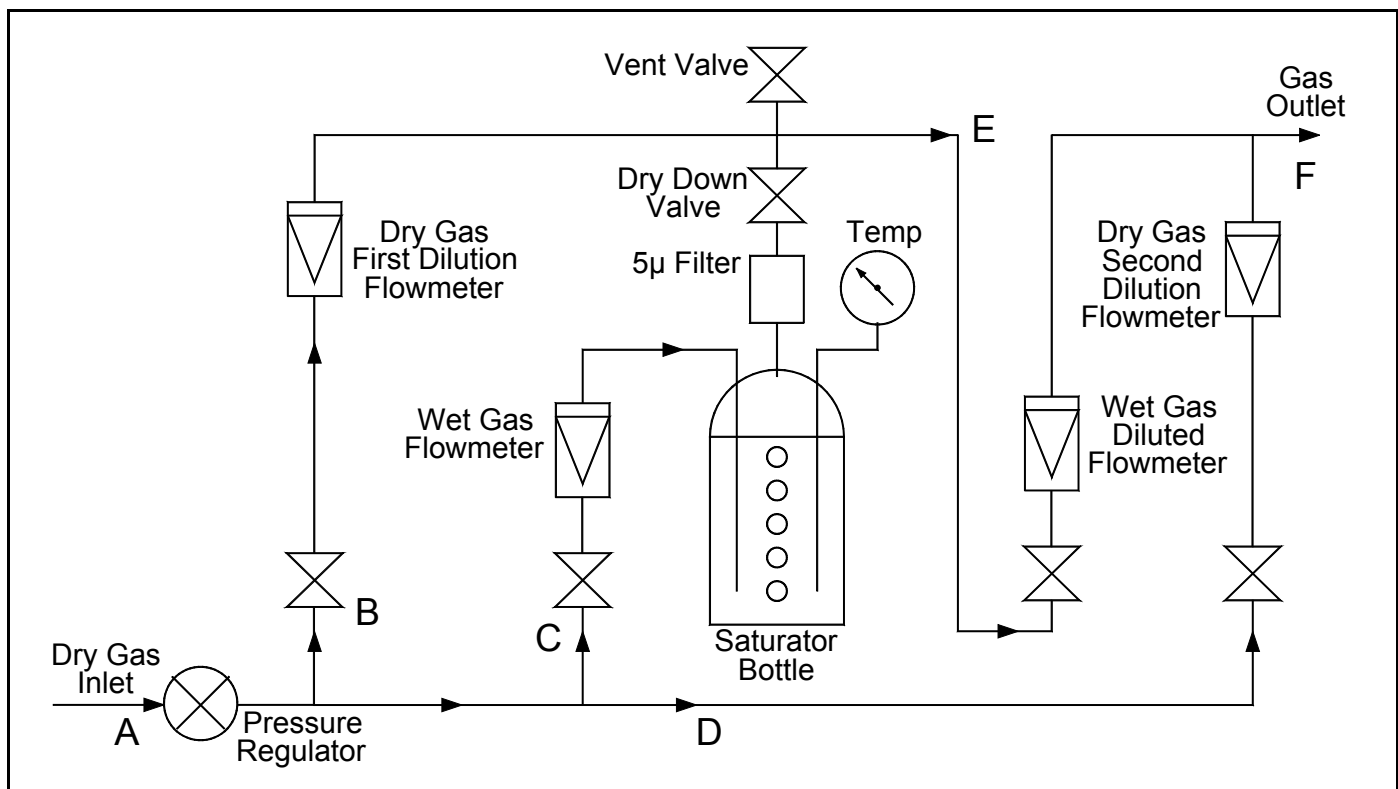 Vent Valve
Gas
Outlet
E
F
Dry Down
Valve
Dry Gas
First Dilution
Flowmeter
5µ Filter
Temp
Dry Gas
Second
Dilution
Flowmeter
Wet Gas
Flowmeter
Wet Gas
Diluted
Flowmeter
B
C
Saturator
Bottle
Dry Gas
Inlet
A
Pressure
Regulator
D